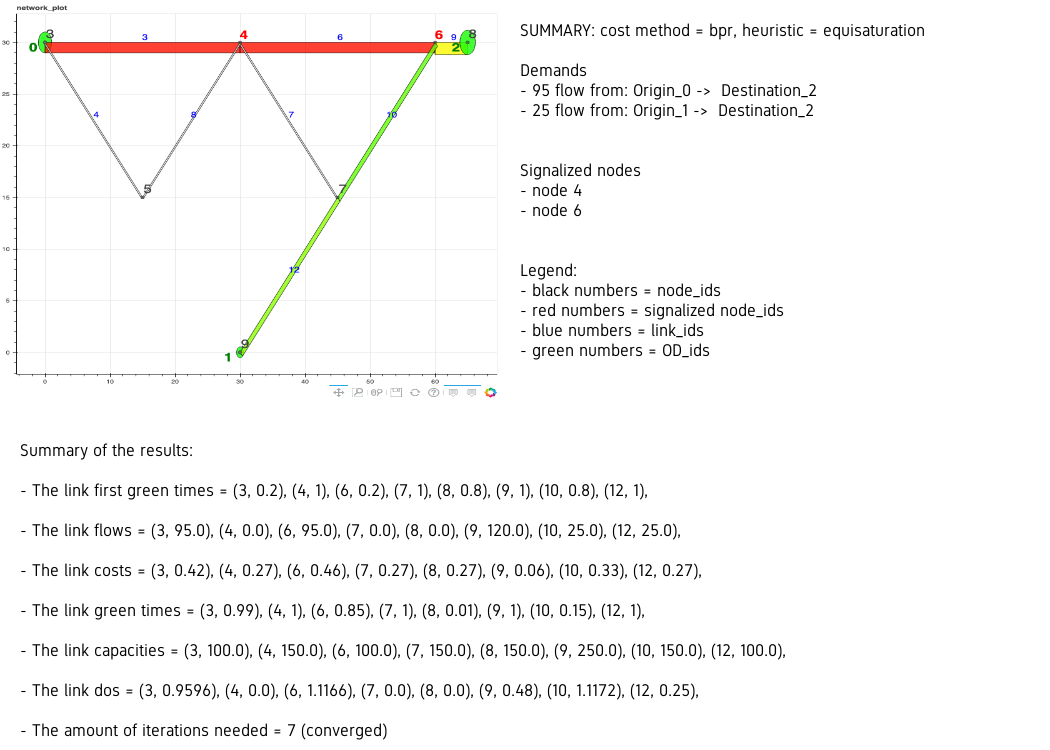 network_plot
SUMMARY: cost method = bpr, heuristic = equisaturation
Demands
- 95 flow from: Origin_0 -> Destination_2
- 25 flow from: Origin_1 -> Destination_2
Signalized nodes
- node 4
- node 6
Legend:
- black numbers = node_ids
- red numbers = signalized node_ids
- blue numbers = link_ids
- green numbers = OD_ids
30
25
20
15
10
5
0
0
10
20
30
40
50
60
3
0
3
4
6
6
9
2
8
4
8
7
10
5
7
12
9
1
Summary of the results:
- The link first green times = (3, 0.2), (4, 1), (6, 0.2), (7, 1), (8, 0.8), (9, 1), (10, 0.8), (12, 1),
- The link flows = (3, 95.0), (4, 0.0), (6, 95.0), (7, 0.0), (8, 0.0), (9, 120.0), (10, 25.0), (12, 25.0),
- The link costs = (3, 0.42), (4, 0.27), (6, 0.46), (7, 0.27), (8, 0.27), (9, 0.06), (10, 0.33), (12, 0.27),
- The link green times = (3, 0.99), (4, 1), (6, 0.85), (7, 1), (8, 0.01), (9, 1), (10, 0.15), (12, 1),
- The link capacities = (3, 100.0), (4, 150.0), (6, 100.0), (7, 150.0), (8, 150.0), (9, 250.0), (10, 150.0), (12, 100.0),
- The link dos = (3, 0.9596), (4, 0.0), (6, 1.1166), (7, 0.0), (8, 0.0), (9, 0.48), (10, 1.1172), (12, 0.25),
- The amount of iterations needed = 7 (converged)